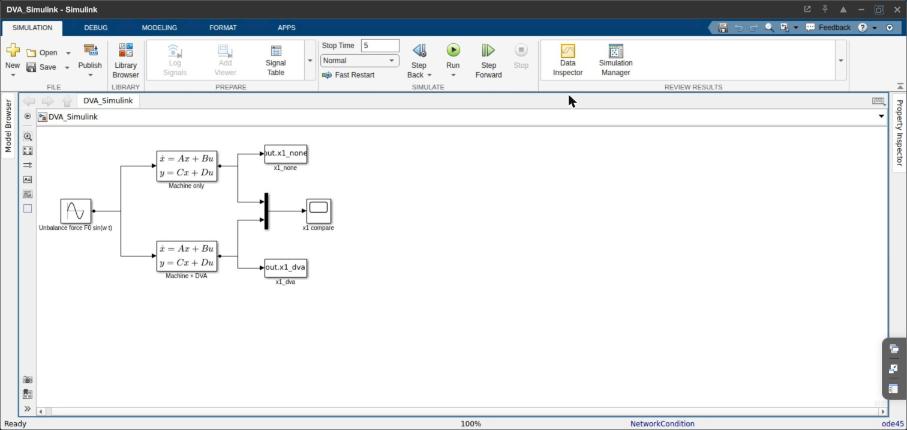 DVA_Simulink - Simulink
SIMULATION DEBUG MODELING FORMAT APPS
Feedback
New
Open
Save
Publish
FILE
Library
Browser
LIBRARY
Log
Signals
Add
Viewer
Signal
Table
PREPARE
Stop Time 5
Normal
Fast Restart
Step
Back
Run
Step
Forward
Stop
SIMULATE
Data
Inspector
Simulation
Manager
REVIEW RESULTS
Model Browser
DVA_Simulink
DVA_Simulink
Property Inspector
ẋ = Ax + Bu
y = Cx + Du
Machine only
out.x1_none
x1_none
Unbalance force F0 sin(w t)
x1 compare
ẋ = Ax + Bu
y = Cx + Du
Machine + DVA
out.x1_dva
x1_dva
Ready 100% NetworkCondition ode45